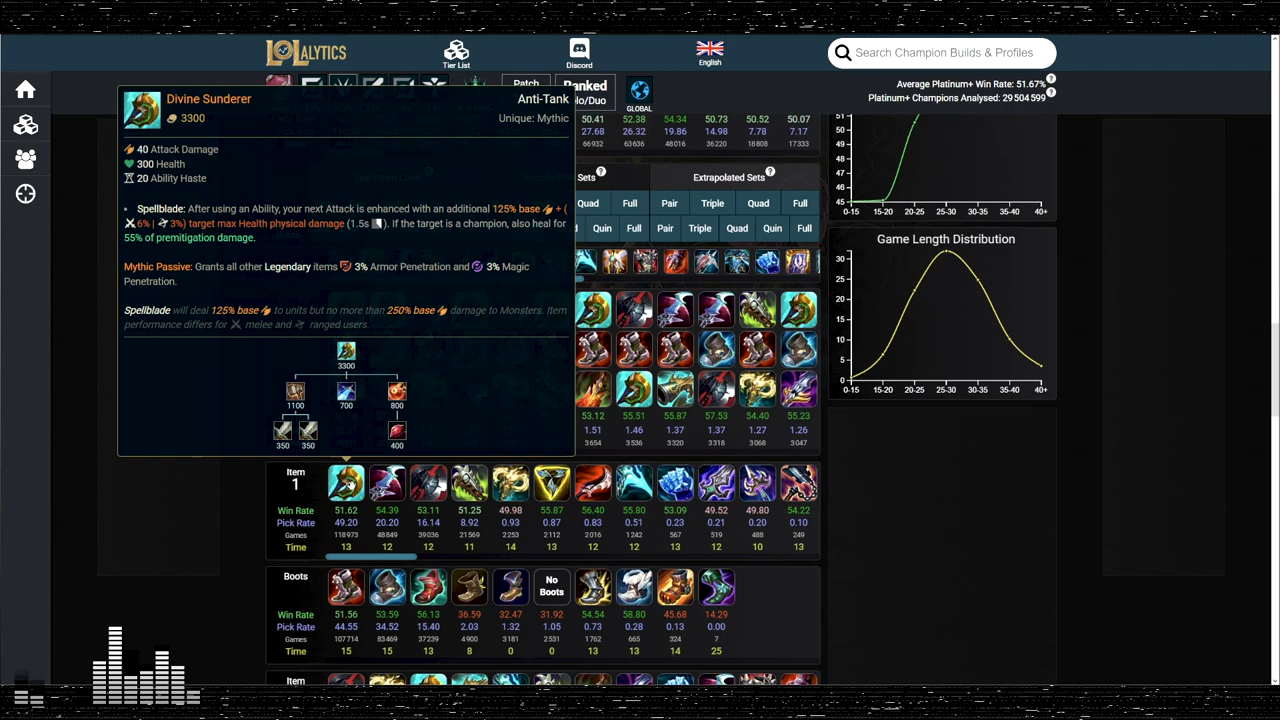 LOLALYTICS
Tier List
Discord
English
Search Champion Builds & Profiles
Patch
Ranked
GLOBAL
Average Platinum+ Win Rate: 51.67% ?
Platinum+ Champions Analysed: 29 504 599 ?
Divine Sunderer
Anti-Tank
3300
Unique: Mythic
40 Attack Damage
300 Health
20 Ability Haste
Spellblade: After using an Ability, your next Attack is enhanced with an additional 125% base + (
6% | 3%) target max Health physical damage (1.5s). If the target is a champion, also heal for
55% of premitigation damage.
Mythic Passive: Grants all other Legendary items 3% Armor Penetration and 3% Magic
Penetration.
Spellblade will deal 125% base to units but no more than 250% base damage to Monsters. Item
performance differs for melee and ranged users.
3300
1100 700 800
350 350 400
50.41 52.38 54.34 50.73 50.52 50.07
27.68 26.32 19.86 14.98 7.78 7.17
66932 63636 48016 36220 18808 17333
Sets ? Extrapolated Sets ?
Quad Full Pair Triple Quad Full
Quin Full Pair Triple Quad Quin Full
53.12 55.51 55.87 57.53 54.40 55.23
1.51 1.46 1.37 1.37 1.27 1.26
3654 3536 3320 3318 3068 3047
Item
1
Win Rate 51.62 54.39 53.11 51.25 49.98 55.87 56.40 55.80 53.09 49.52 49.80 54.22
Pick Rate 49.20 20.20 16.14 8.92 0.93 0.87 0.83 0.51 0.23 0.21 0.20 0.10
Games 118973 48849 39036 21569 2253 2112 2016 1242 567 519 488 249
Time 13 12 12 11 14 13 12 12 13 12 10 13
Boots
No
Boots
Win Rate 51.56 53.59 56.13 36.59 32.47 31.92 54.54 58.80 45.68 14.29
Pick Rate 44.55 34.52 15.40 2.03 1.32 1.05 0.73 0.28 0.13 0.00
Games 107714 83469 37239 4900 3181 2531 1762 665 324 7
Time 15 15 13 8 0 0 13 13 14 25
Item
51
50
49
48
47
46
45
0-15 15-20 20-25 25-30 30-35 35-40 40+
Game Length Distribution
30
25
20
15
10
5
0
0-15 15-20 20-25 25-30 30-35 35-40 40+